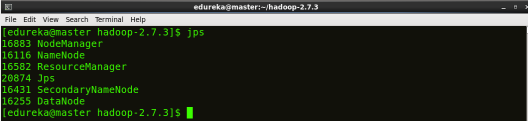 edureka@master:~/hadoop-2.7.3
File Edit View Search Terminal Help
[edureka@master hadoop-2.7.3]$ jps
16883 NodeManager
16116 NameNode
16582 ResourceManager
20874 Jps
16431 SecondaryNameNode
16255 DataNode
[edureka@master hadoop-2.7.3]$